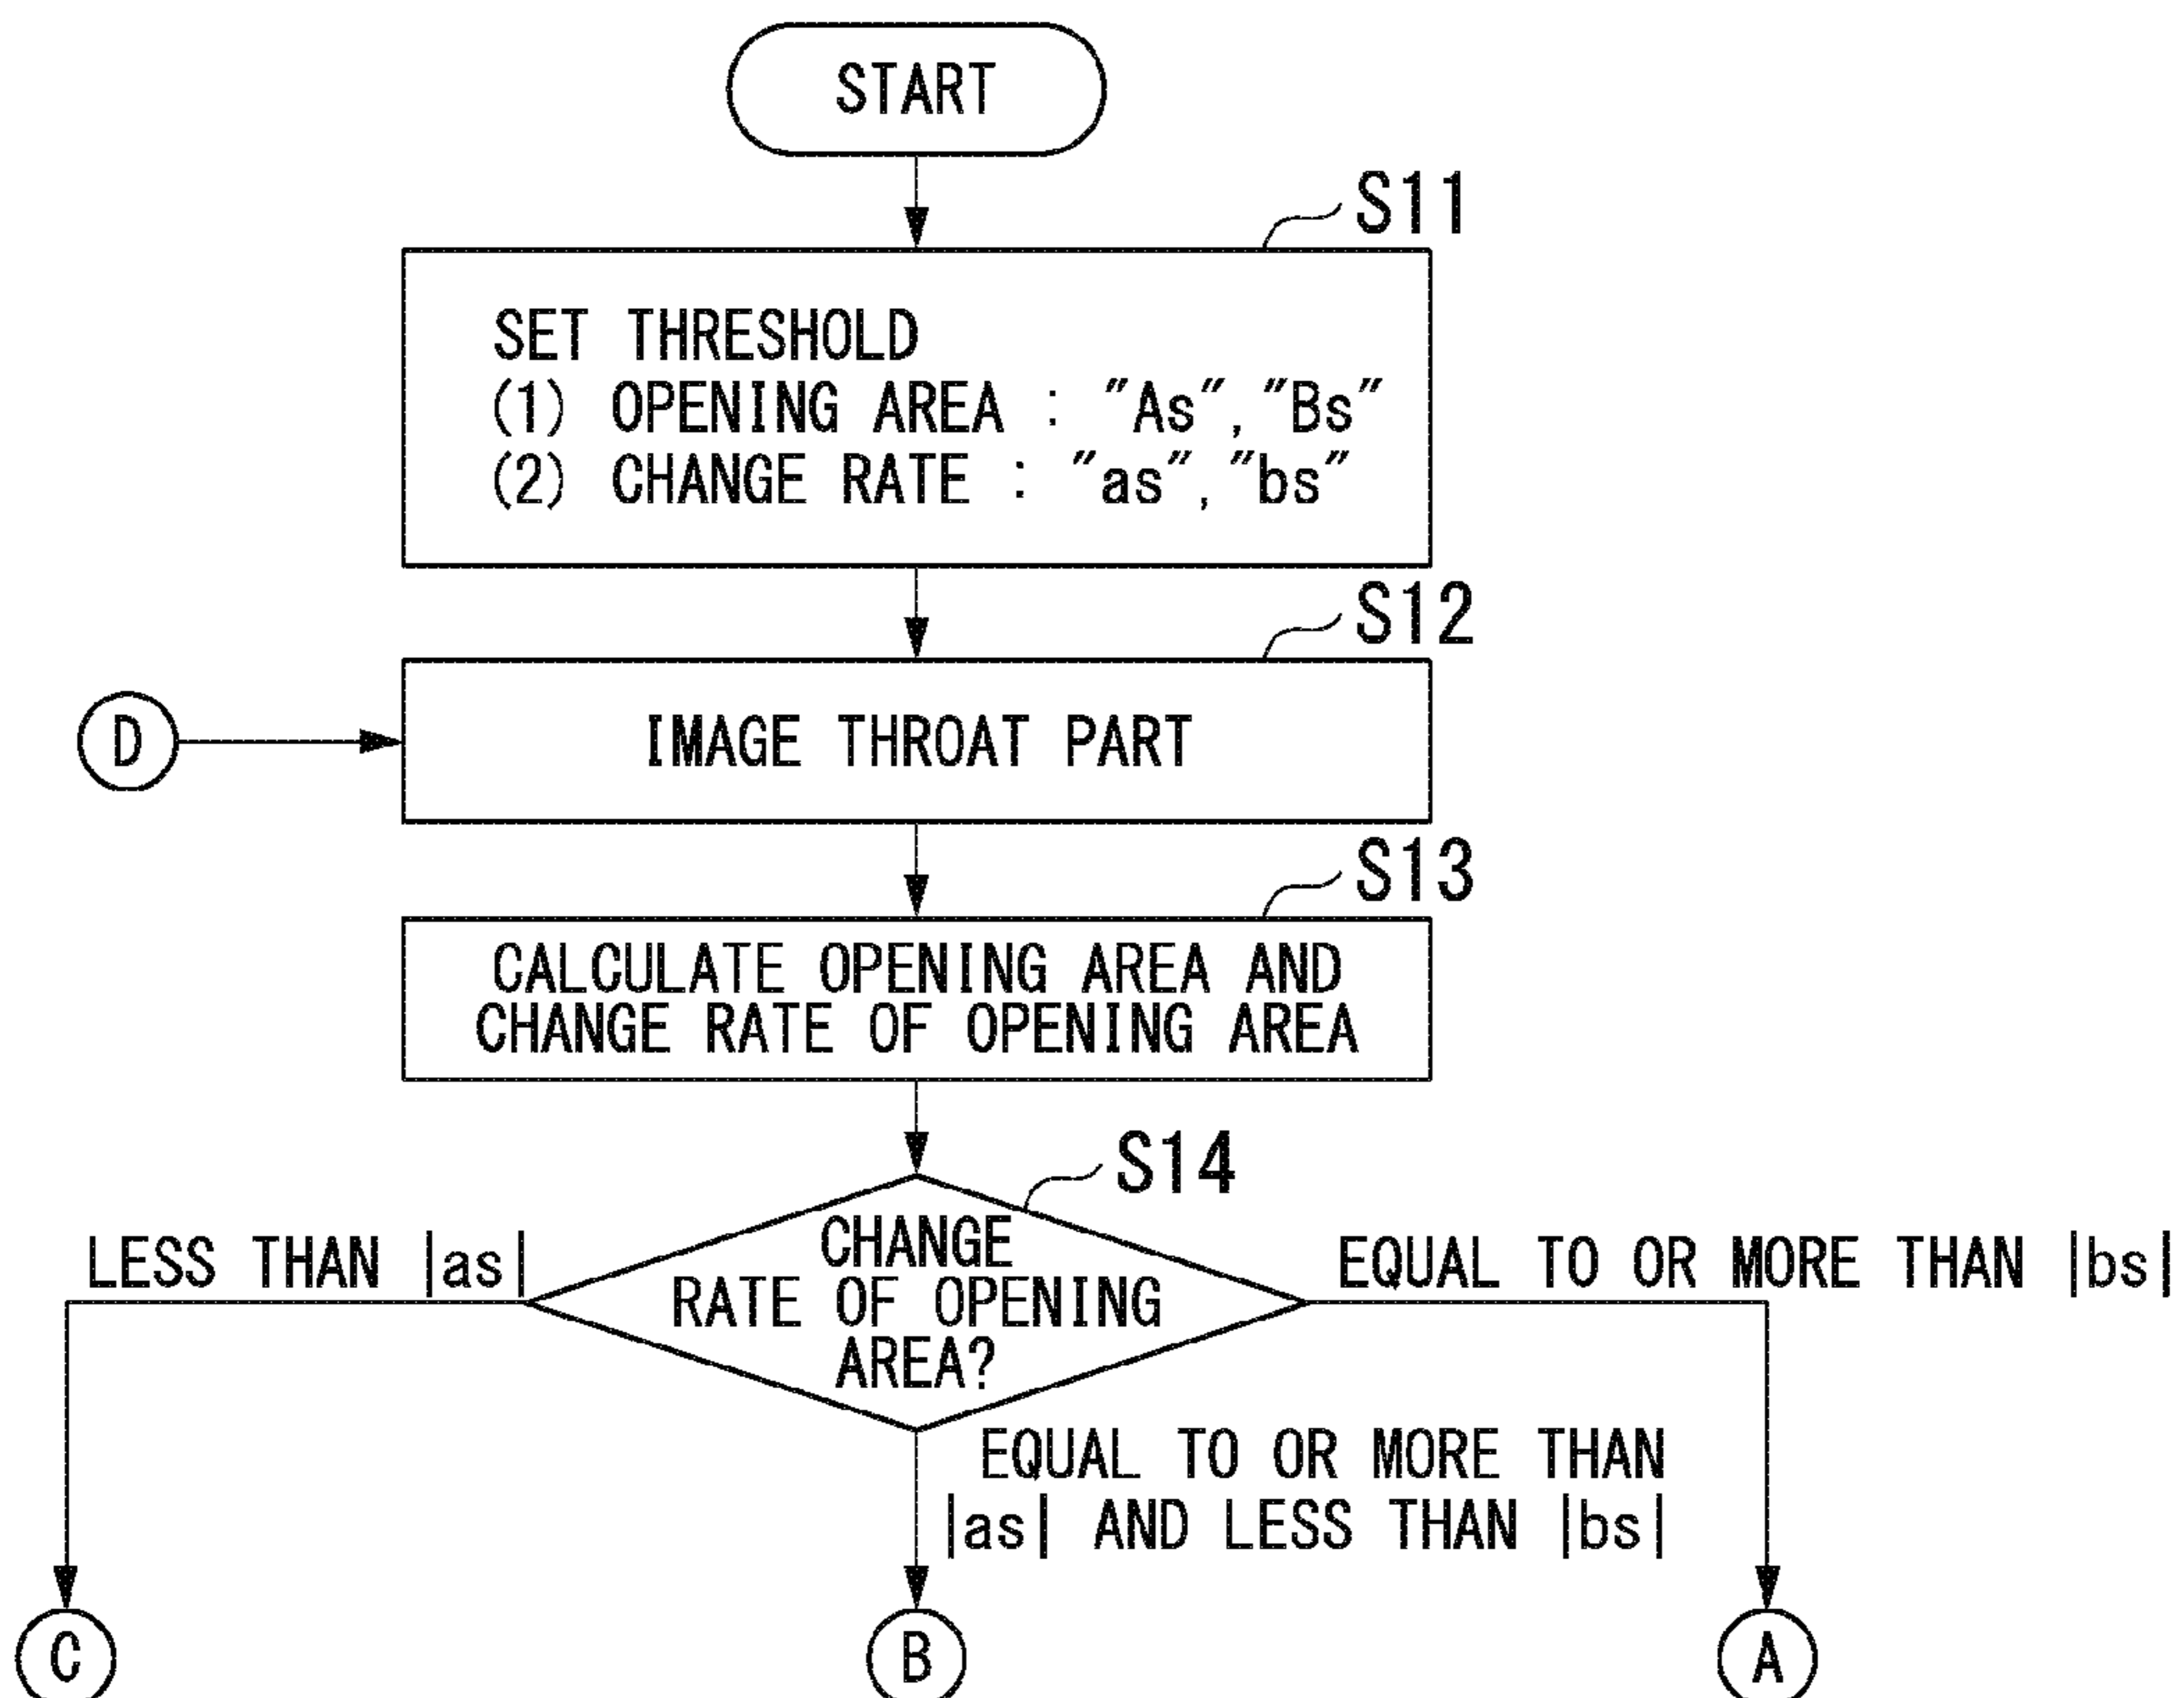 START
S11
SET THRESHOLD
(1) OPENING AREA : "As", "Bs"
(2) CHANGE RATE : "as", "bs"
S12
D
IMAGE THROAT PART
S13
CALCULATE OPENING AREA AND
CHANGE RATE OF OPENING AREA
S14
CHANGE
RATE OF OPENING
AREA?
LESS THAN |as|
EQUAL TO OR MORE THAN |bs|
EQUAL TO OR MORE THAN
|as| AND LESS THAN |bs|
C
B
A